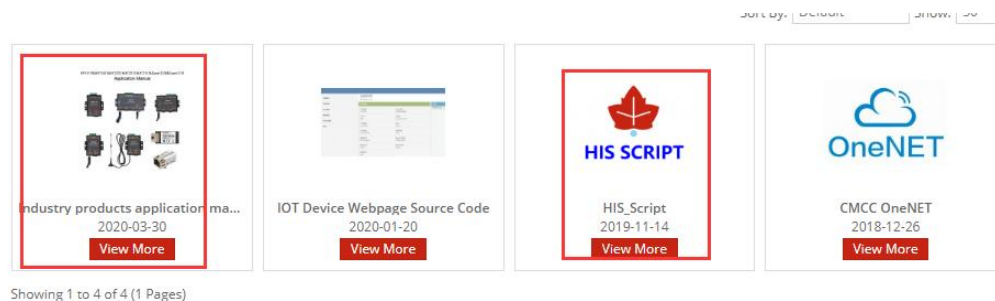 Sort By: Default Show:
Application Manual
HIS SCRIPT
OneNET
Industry products application ma...
2020-03-30
View More
IOT Device Webpage Source Code
2020-01-20
View More
HIS_Script
2019-11-14
View More
CMCC OneNET
2018-12-26
View More
Showing 1 to 4 of 4 (1 Pages)